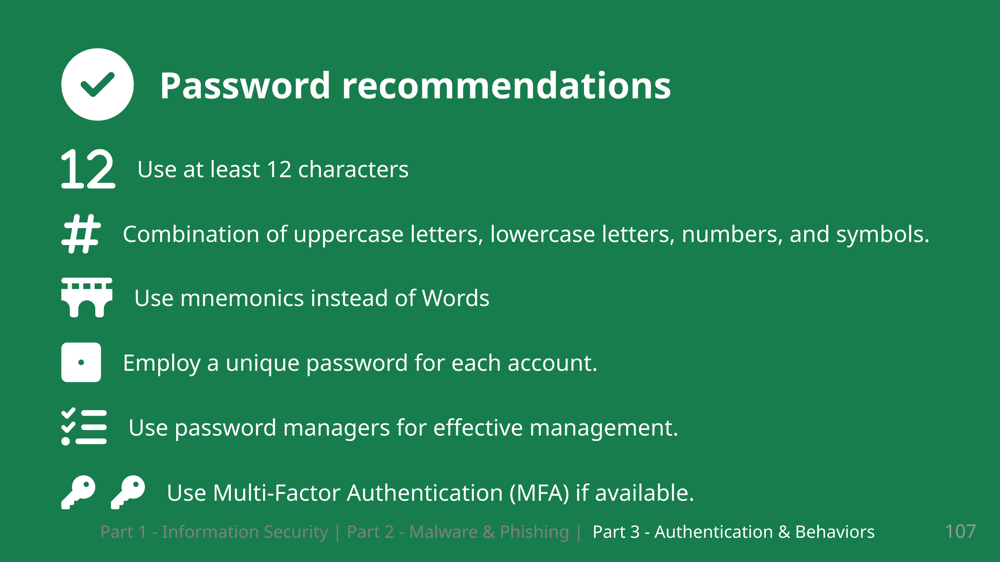 Password recommendations
12 Use at least 12 characters
# Combination of uppercase letters, lowercase letters, numbers, and symbols.
Use mnemonics instead of Words
Employ a unique password for each account.
Use password managers for effective management.
Use Multi-Factor Authentication (MFA) if available.
Part 1 - Information Security | Part 2 - Malware & Phishing | Part 3 - Authentication & Behaviors 107